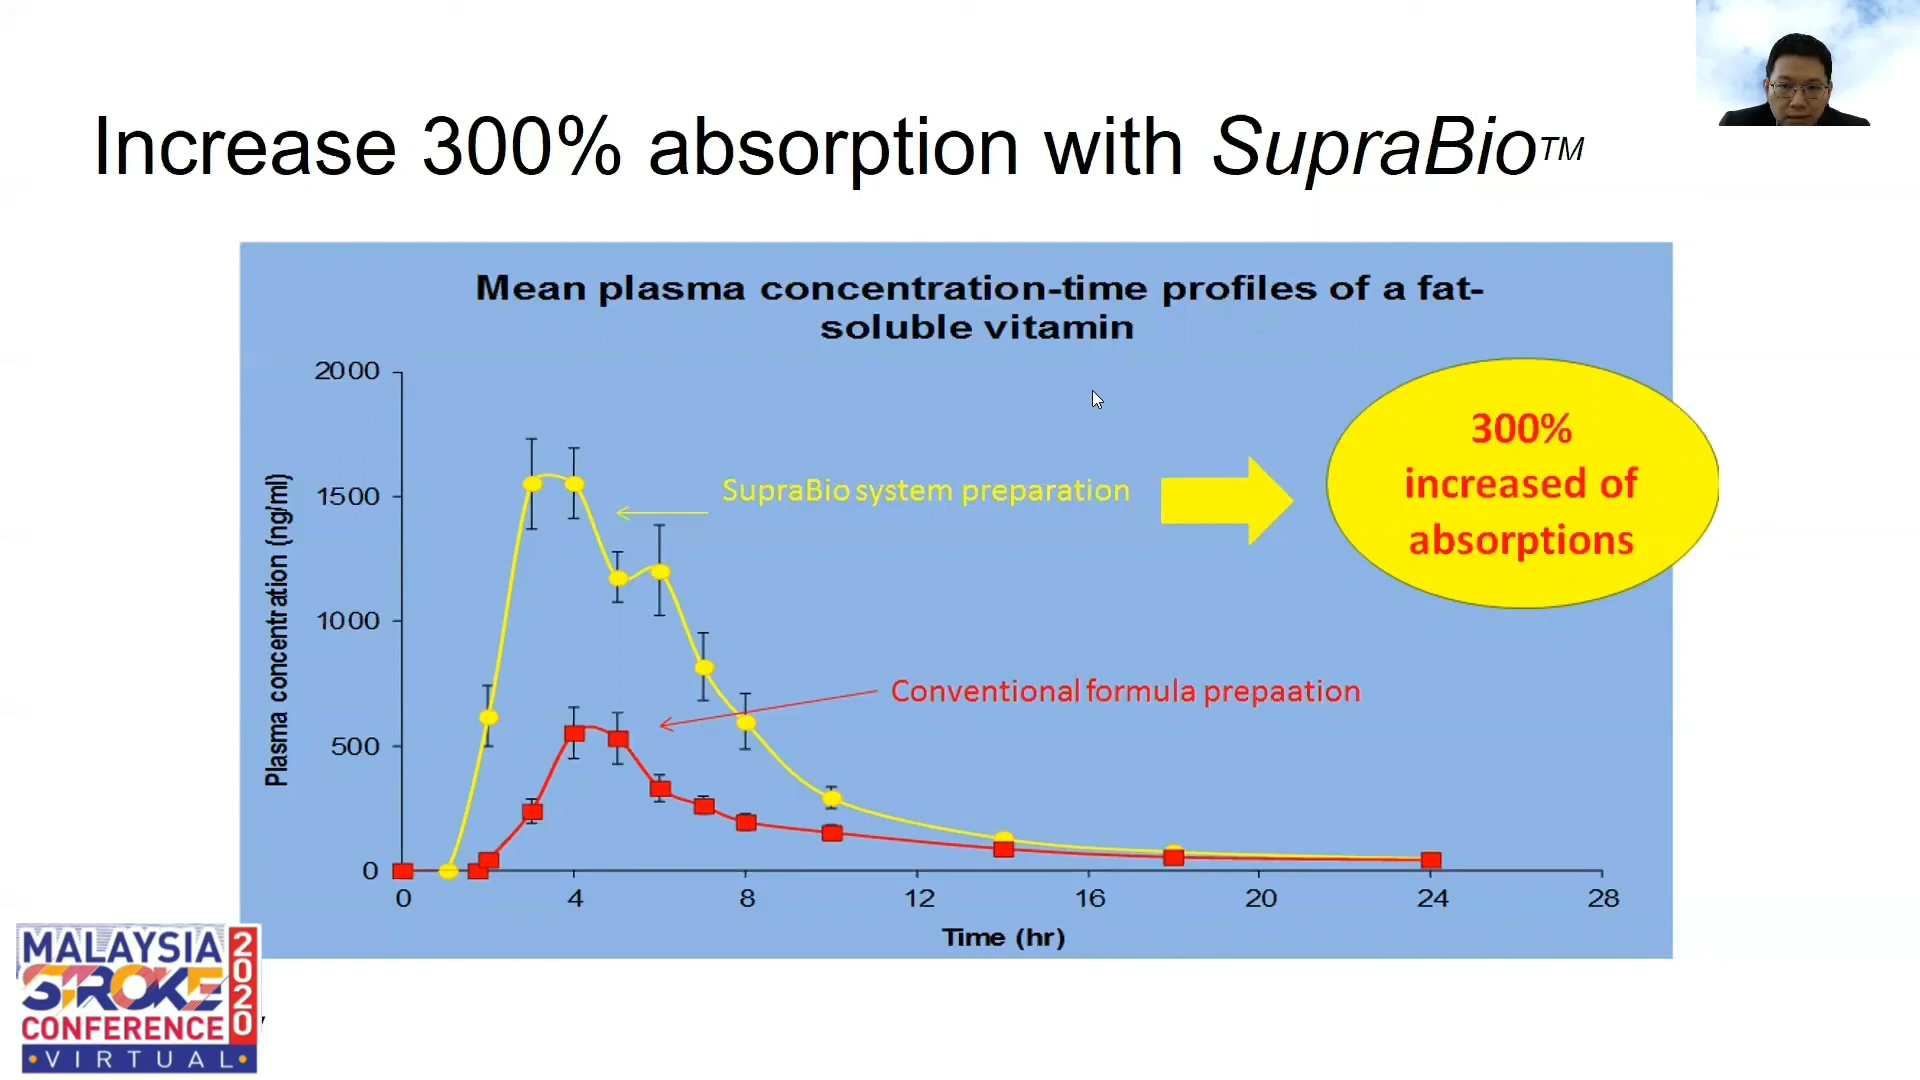 Increase 300% absorption with SupraBio™
Mean plasma concentration-time profiles of a fat-
soluble vitamin
2000
1500
1000
500
0
Plasma concentration (ng/ml)
SupraBio system preparation
300%
increased of
absorptions
Conventional formula prepaation
0 4 8 12 16 20 24 28
Time (hr)
MALAYSIA
STROKE
CONFERENCE
2020
VIRTUAL